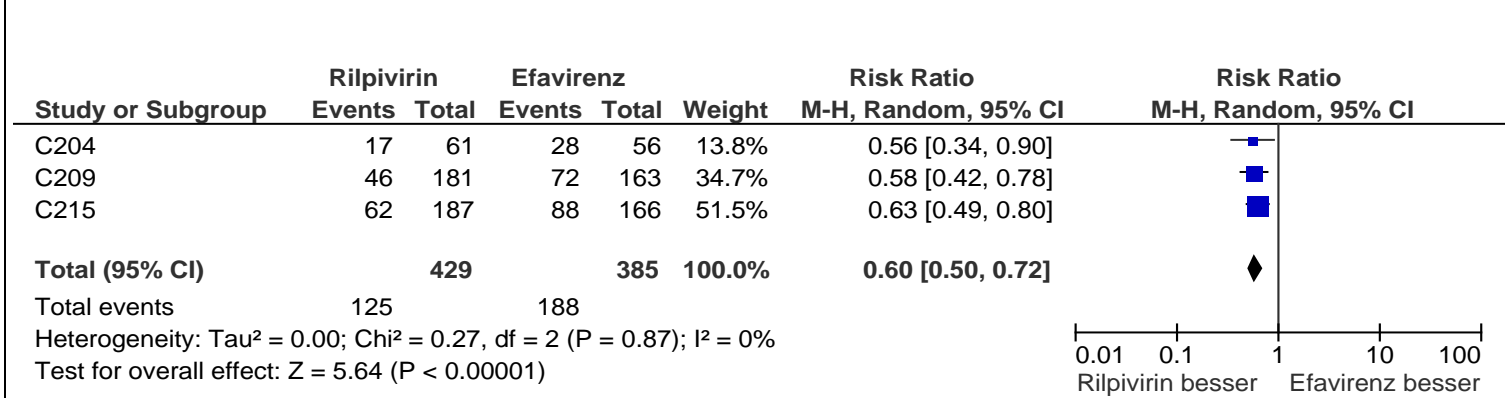 Rilpivirin Efavirenz Risk Ratio Risk Ratio
Study or Subgroup Events Total Events Total Weight M-H, Random, 95% CI M-H, Random, 95% CI
C204 17 61 28 56 13.8% 0.56 [0.34, 0.90]
C209 46 181 72 163 34.7% 0.58 [0.42, 0.78]
C215 62 187 88 166 51.5% 0.63 [0.49, 0.80]
Total (95% CI) 429 385 100.0% 0.60 [0.50, 0.72]
Total events 125 188
Heterogeneity: Tau² = 0.00; Chi² = 0.27, df = 2 (P = 0.87); I² = 0%
Test for overall effect: Z = 5.64 (P < 0.00001)
0.01 0.1 1 10 100
Rilpivirin besser Efavirenz besser